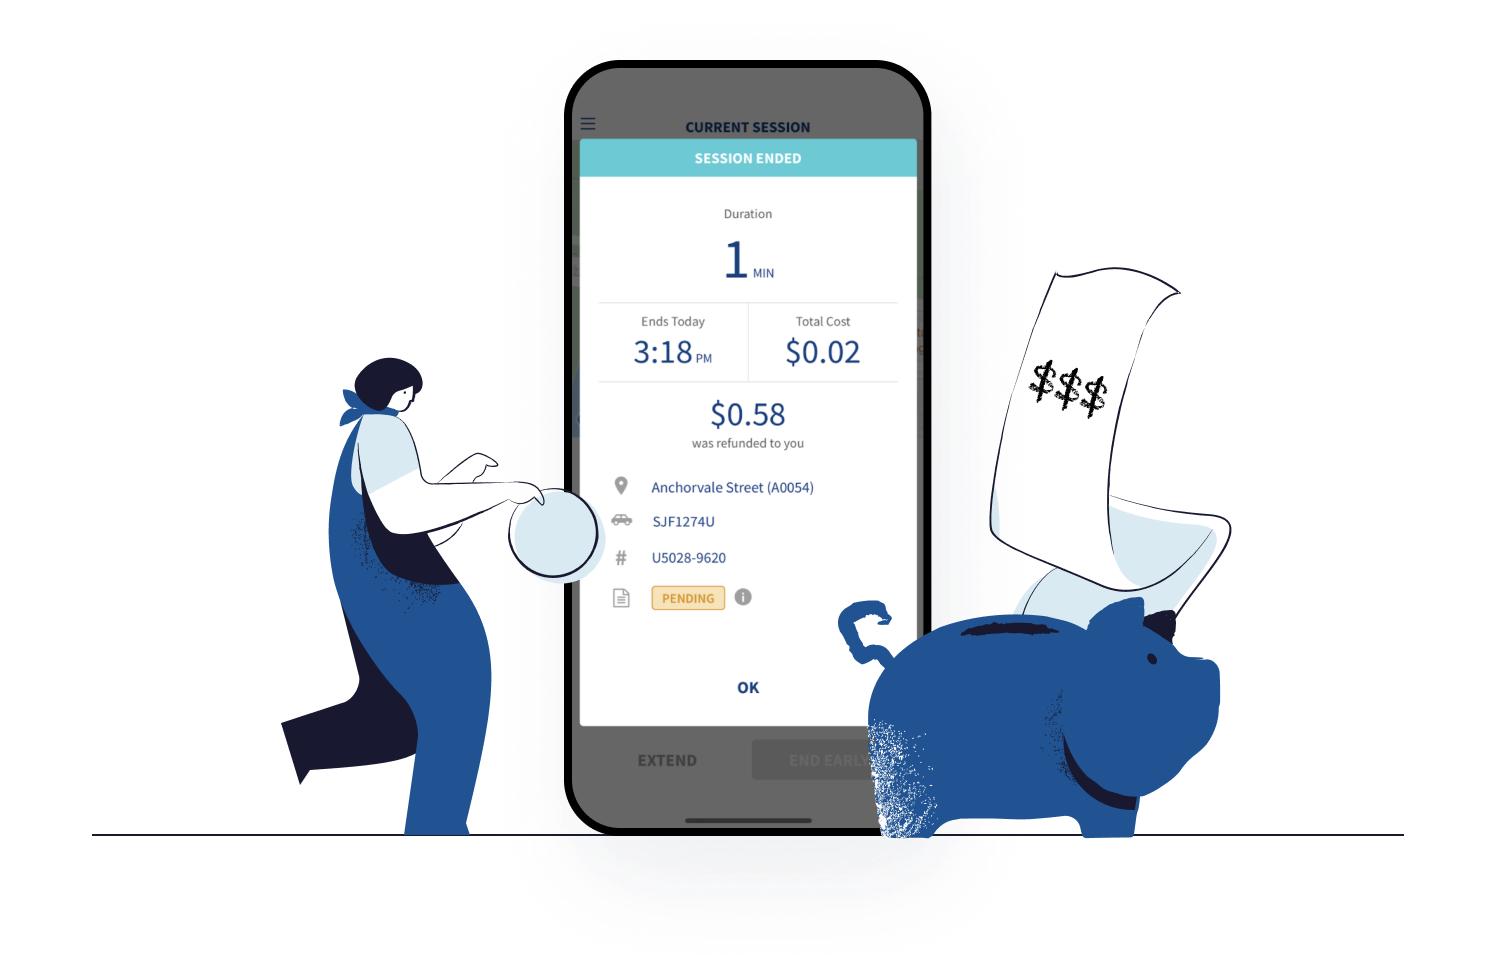 CURRENT SESSION
SESSION ENDED
Duration
1 MIN
Ends Today
3:18 PM
Total Cost
$0.02
$0.58
was refunded to you
Anchorvale Street (A0054)
SJF1274U
# U5028-9620
PENDING
OK
EXTEND
END EARLY
$$$